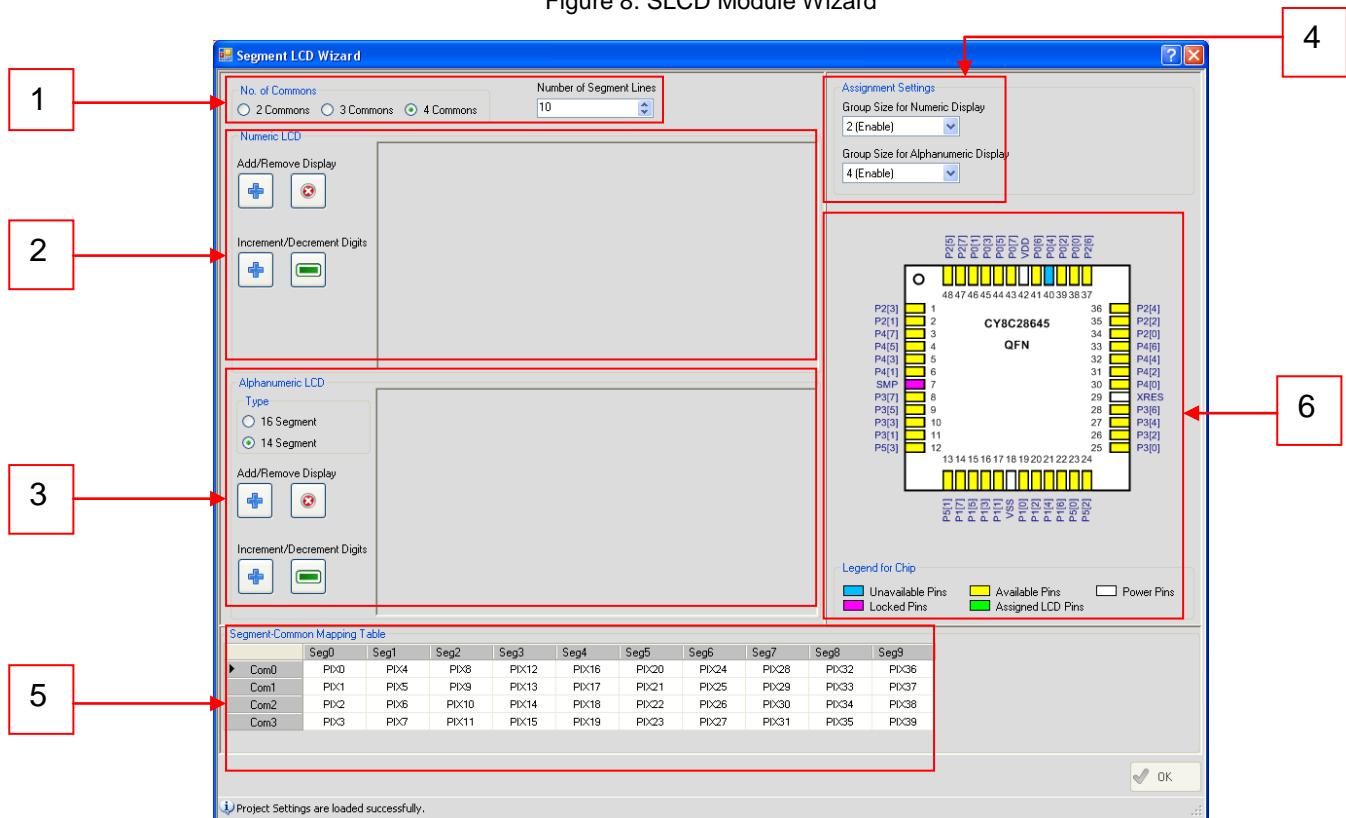 Figure 8. SLCD Module Wizard
4
Segment LCD Wizard
1
No. of Commons
2 Commons 3 Commons 4 Commons
Number of Segment Lines
10
Assignment Settings
Group Size for Numeric Display
2 (Enable)
Group Size for Alphanumeric Display
4 (Enable)
2
Numeric LCD
Add/Remove Display
Increment/Decrement Digits
3
Alphanumeric LCD
Type
16 Segment
14 Segment
Add/Remove Display
Increment/Decrement Digits
6
P2[5] P2[7] P0[1] P0[3] P0[5] P0[7] VDD P0[6] P0[4] P0[2] P0[0] P2[6]
48 47 46 45 44 43 42 41 40 39 38 37
CY8C28645
QFN
P2[3] 1
P2[1] 2
P4[7] 3
P4[5] 4
P4[3] 5
P4[1] 6
SMP 7
P3[7] 8
P3[5] 9
P3[3] 10
P3[1] 11
P5[3] 12
36 P2[4]
35 P2[2]
34 P2[0]
33 P4[6]
32 P4[4]
31 P4[2]
30 P4[0]
29 XRES
28 P3[6]
27 P3[4]
26 P3[2]
25 P3[0]
13 14 15 16 17 18 19 20 21 22 23 24
P5[1] P1[7] P1[5] P1[3] P1[1] VSS P1[0] P1[2] P1[4] P1[6] P5[0] P5[2]
Legend for Chip
Unavailable Pins Available Pins Power Pins
Locked Pins Assigned LCD Pins
5
Segment-Common Mapping Table
Seg0 Seg1 Seg2 Seg3 Seg4 Seg5 Seg6 Seg7 Seg8 Seg9
Com0 PIX0 PIX4 PIX8 PIX12 PIX16 PIX20 PIX24 PIX28 PIX32 PIX36
Com1 PIX1 PIX5 PIX9 PIX13 PIX17 PIX21 PIX25 PIX29 PIX33 PIX37
Com2 PIX2 PIX6 PIX10 PIX14 PIX18 PIX22 PIX26 PIX30 PIX34 PIX38
Com3 PIX3 PIX7 PIX11 PIX15 PIX19 PIX23 PIX27 PIX31 PIX35 PIX39
OK
Project Settings are loaded successfully.